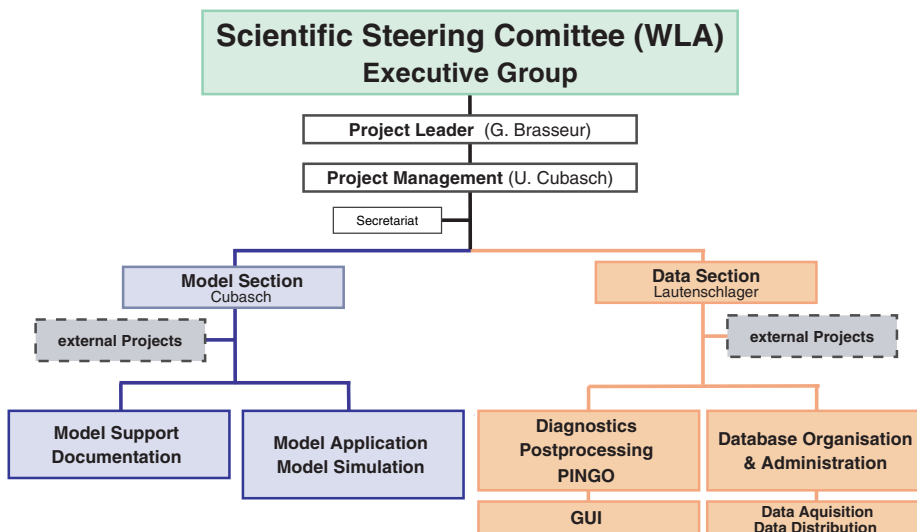 Scientific Steering Comittee (WLA)
Executive Group
Project Leader (G. Brasseur)
Project Management (U. Cubasch)
Secretariat
Model Section
Cubasch
Data Section
Lautenschlager
external Projects
external Projects
Model Support
Documentation
Model Application
Model Simulation
Diagnostics
Postprocessing
PINGO
Database Organisation
& Administration
GUI
Data Aquisition
Data Distribution